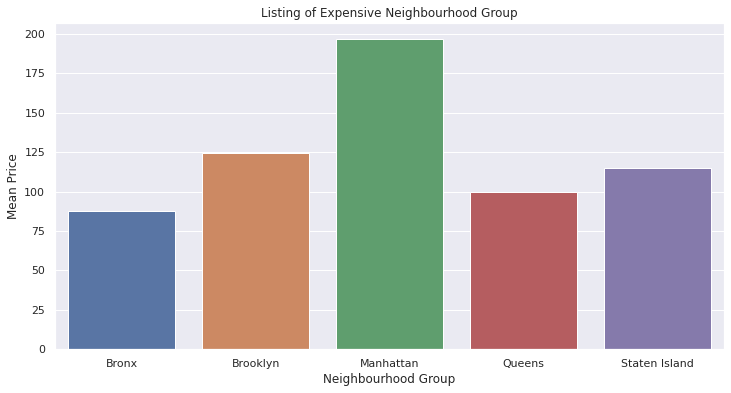 Listing of Expensive Neighbourhood Group
Mean Price
200
175
150
125
100
75
50
25
0
Bronx Brooklyn Manhattan Queens Staten Island
Neighbourhood Group